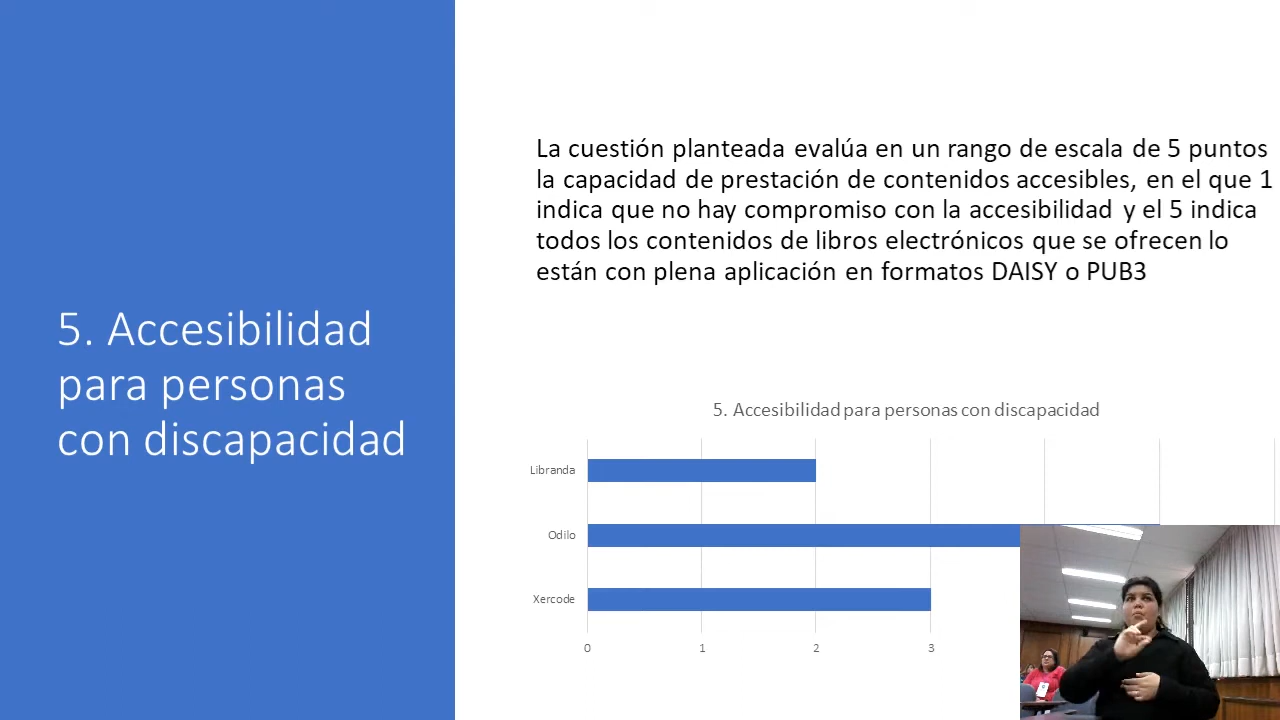 5. Accesibilidad
para personas
con discapacidad
La cuestión planteada evalúa en un rango de escala de 5 puntos
la capacidad de prestación de contenidos accesibles, en el que 1
indica que no hay compromiso con la accesibilidad y el 5 indica
todos los contenidos de libros electrónicos que se ofrecen lo
están con plena aplicación en formatos DAISY o PUB3
5. Accesibilidad para personas con discapacidad
Libranda
Odilo
Xercode
0 1 2 3